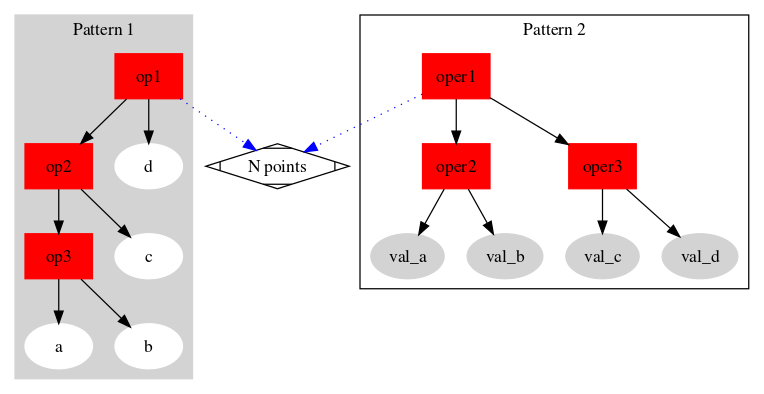 Pattern 1
op1
op2
d
op3
c
a
b
N points
Pattern 2
oper1
oper2
oper3
val_a
val_b
val_c
val_d